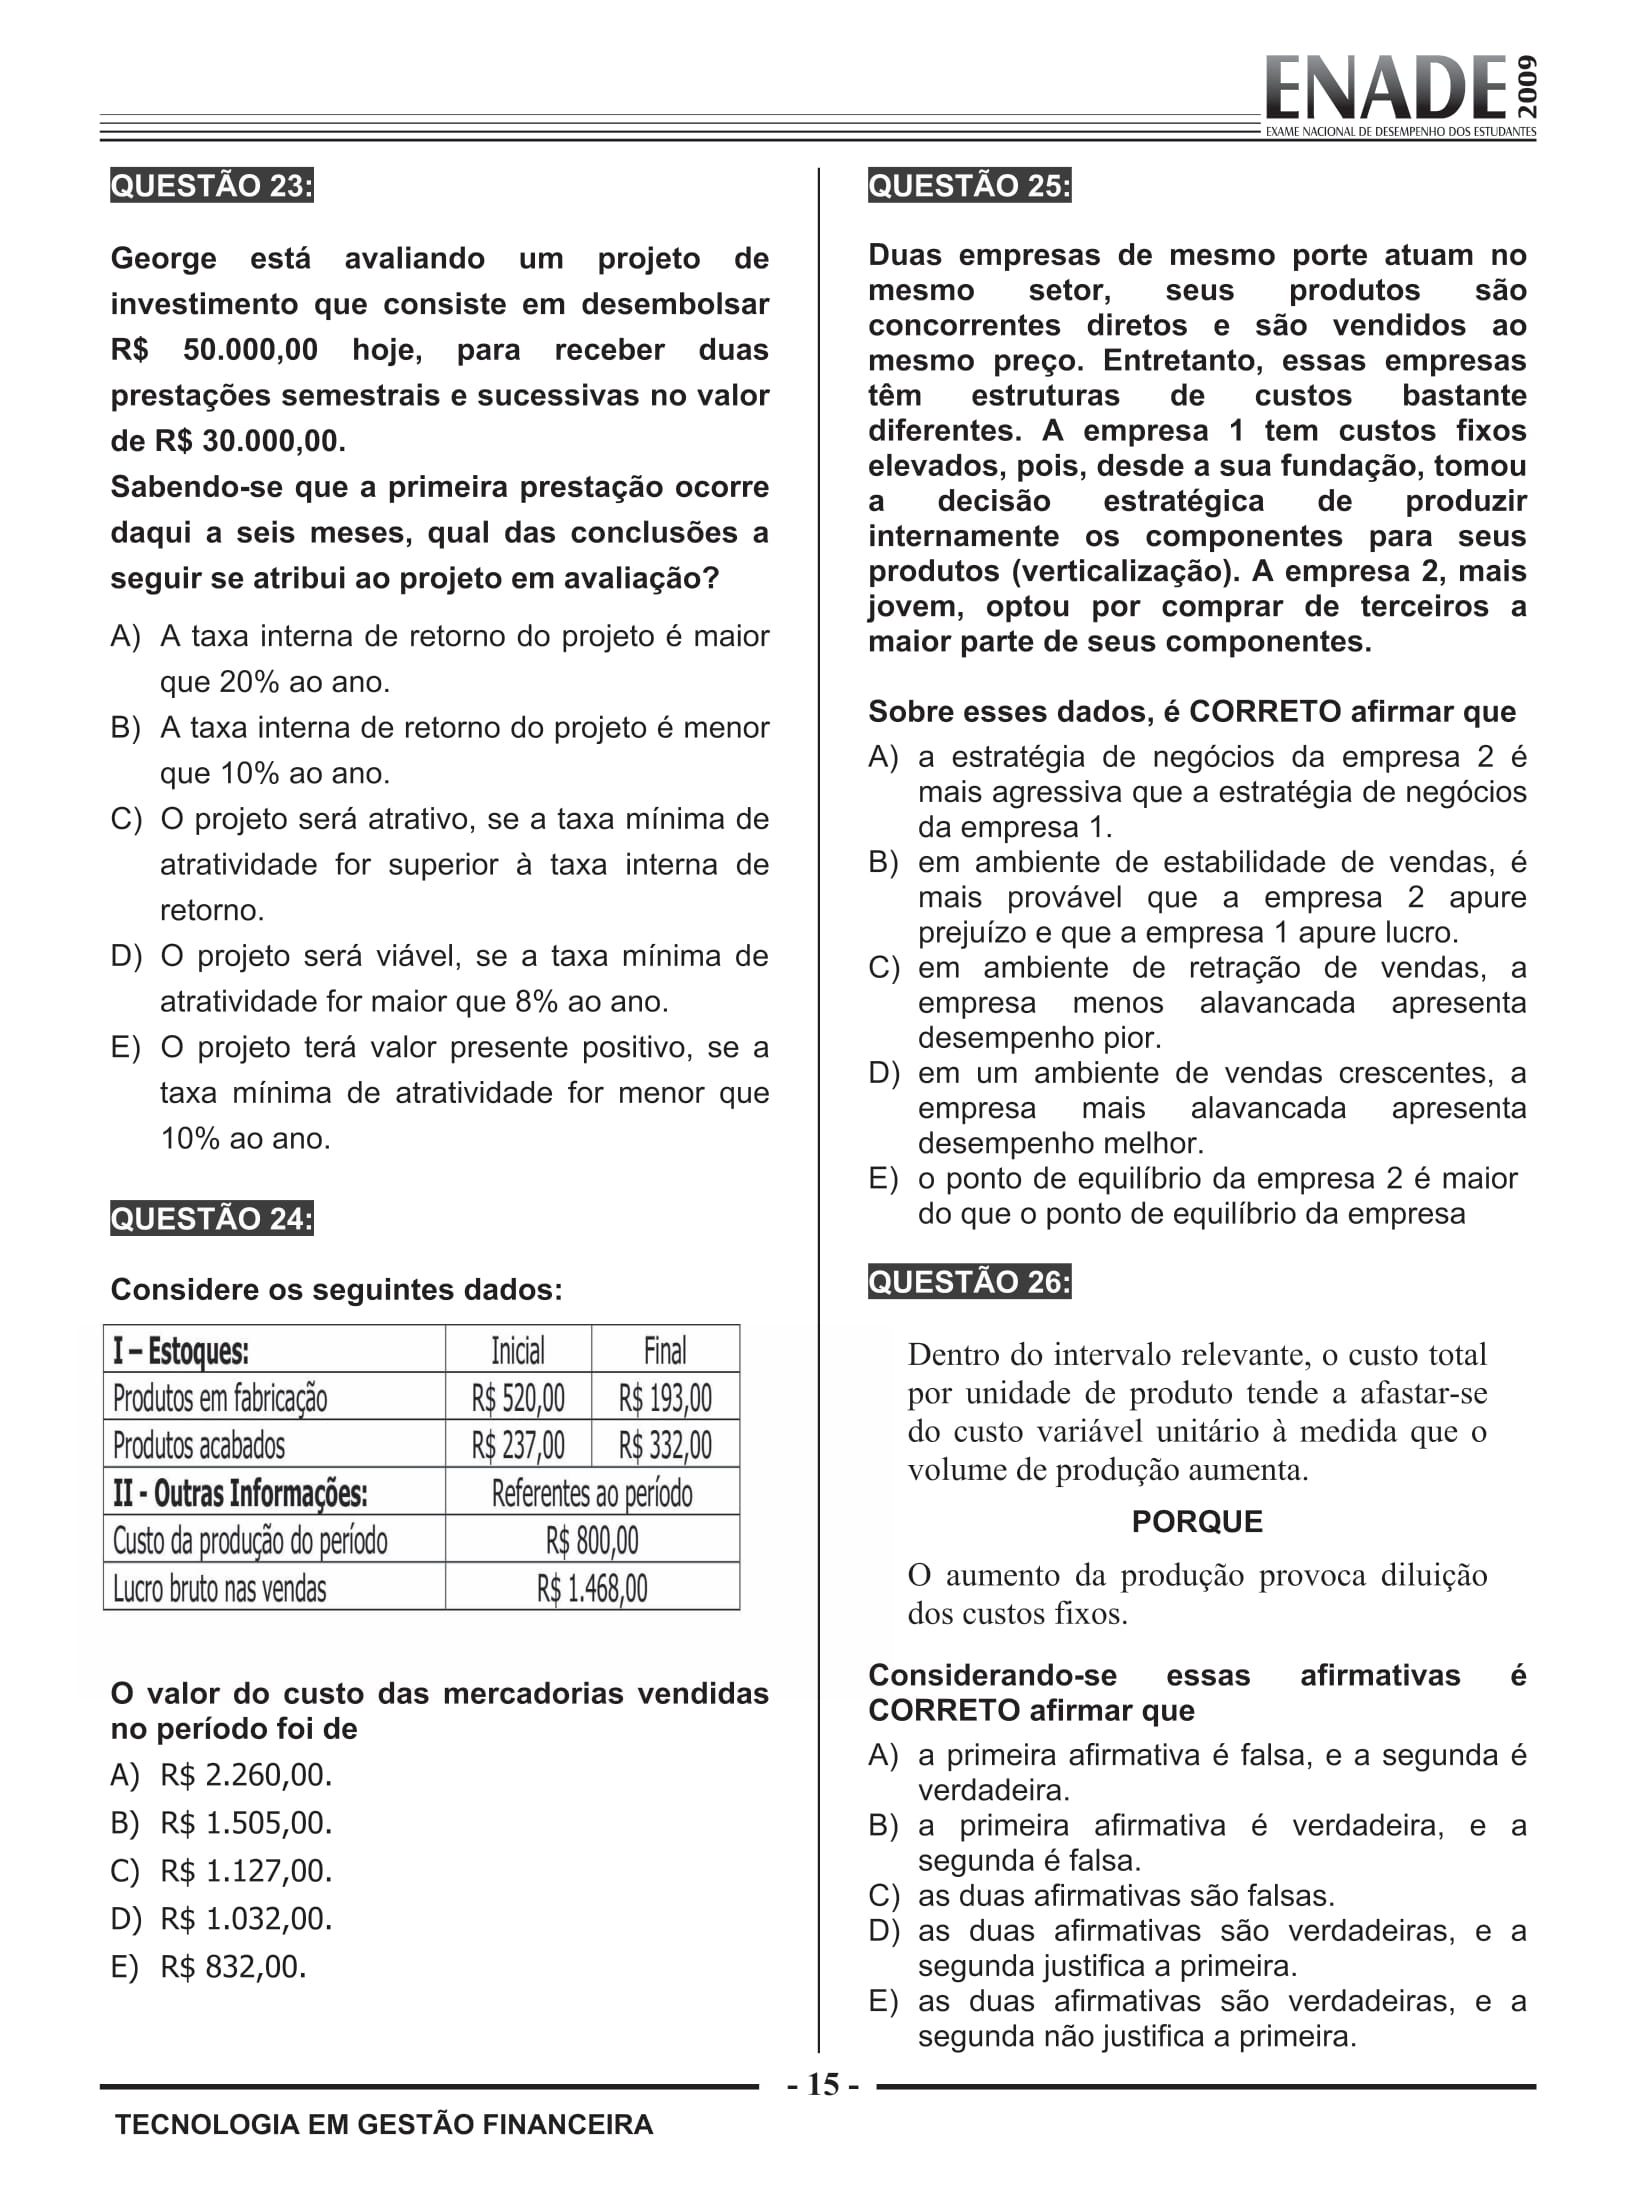 ENADE 2009
EXAME NACIONAL DE DESEMPENHO DOS ESTUDANTES
QUESTÃO 23:
George está avaliando um projeto de
investimento que consiste em desembolsar
R$ 50.000,00 hoje, para receber duas
prestações semestrais e sucessivas no valor
de R$ 30.000,00.
Sabendo-se que a primeira prestação ocorre
daqui a seis meses, qual das conclusões a
seguir se atribui ao projeto em avaliação?
A) A taxa interna de retorno do projeto é maior
que 20% ao ano.
B) A taxa interna de retorno do projeto é menor
que 10% ao ano.
C) O projeto será atrativo, se a taxa mínima de
atratividade for superior à taxa interna de
retorno.
D) O projeto será viável, se a taxa mínima de
atratividade for maior que 8% ao ano.
E) O projeto terá valor presente positivo, se a
taxa mínima de atratividade for menor que
10% ao ano.
QUESTÃO 24:
Considere os seguintes dados:
I – Estoques: Inicial Final
Produtos em fabricação R$ 520,00 R$ 193,00
Produtos acabados R$ 237,00 R$ 332,00
II - Outras Informações: Referentes ao período
Custo da produção do período R$ 800,00
Lucro bruto nas vendas R$ 1.468,00
O valor do custo das mercadorias vendidas
no período foi de
A) R$ 2.260,00.
B) R$ 1.505,00.
C) R$ 1.127,00.
D) R$ 1.032,00.
E) R$ 832,00.
QUESTÃO 25:
Duas empresas de mesmo porte atuam no
mesmo setor, seus produtos são
concorrentes diretos e são vendidos ao
mesmo preço. Entretanto, essas empresas
têm estruturas de custos bastante
diferentes. A empresa 1 tem custos fixos
elevados, pois, desde a sua fundação, tomou
a decisão estratégica de produzir
internamente os componentes para seus
produtos (verticalização). A empresa 2, mais
jovem, optou por comprar de terceiros a
maior parte de seus componentes.
Sobre esses dados, é CORRETO afirmar que
A) a estratégia de negócios da empresa 2 é
mais agressiva que a estratégia de negócios
da empresa 1.
B) em ambiente de estabilidade de vendas, é
mais provável que a empresa 2 apure
prejuízo e que a empresa 1 apure lucro.
C) em ambiente de retração de vendas, a
empresa menos alavancada apresenta
desempenho pior.
D) em um ambiente de vendas crescentes, a
empresa mais alavancada apresenta
desempenho melhor.
E) o ponto de equilíbrio da empresa 2 é maior
do que o ponto de equilíbrio da empresa
QUESTÃO 26:
Dentro do intervalo relevante, o custo total
por unidade de produto tende a afastar-se
do custo variável unitário à medida que o
volume de produção aumenta.
PORQUE
O aumento da produção provoca diluição
dos custos fixos.
Considerando-se essas afirmativas é
CORRETO afirmar que
A) a primeira afirmativa é falsa, e a segunda é
verdadeira.
B) a primeira afirmativa é verdadeira, e a
segunda é falsa.
C) as duas afirmativas são falsas.
D) as duas afirmativas são verdadeiras, e a
segunda justifica a primeira.
E) as duas afirmativas são verdadeiras, e a
segunda não justifica a primeira.
- 15 -
TECNOLOGIA EM GESTÃO FINANCEIRA